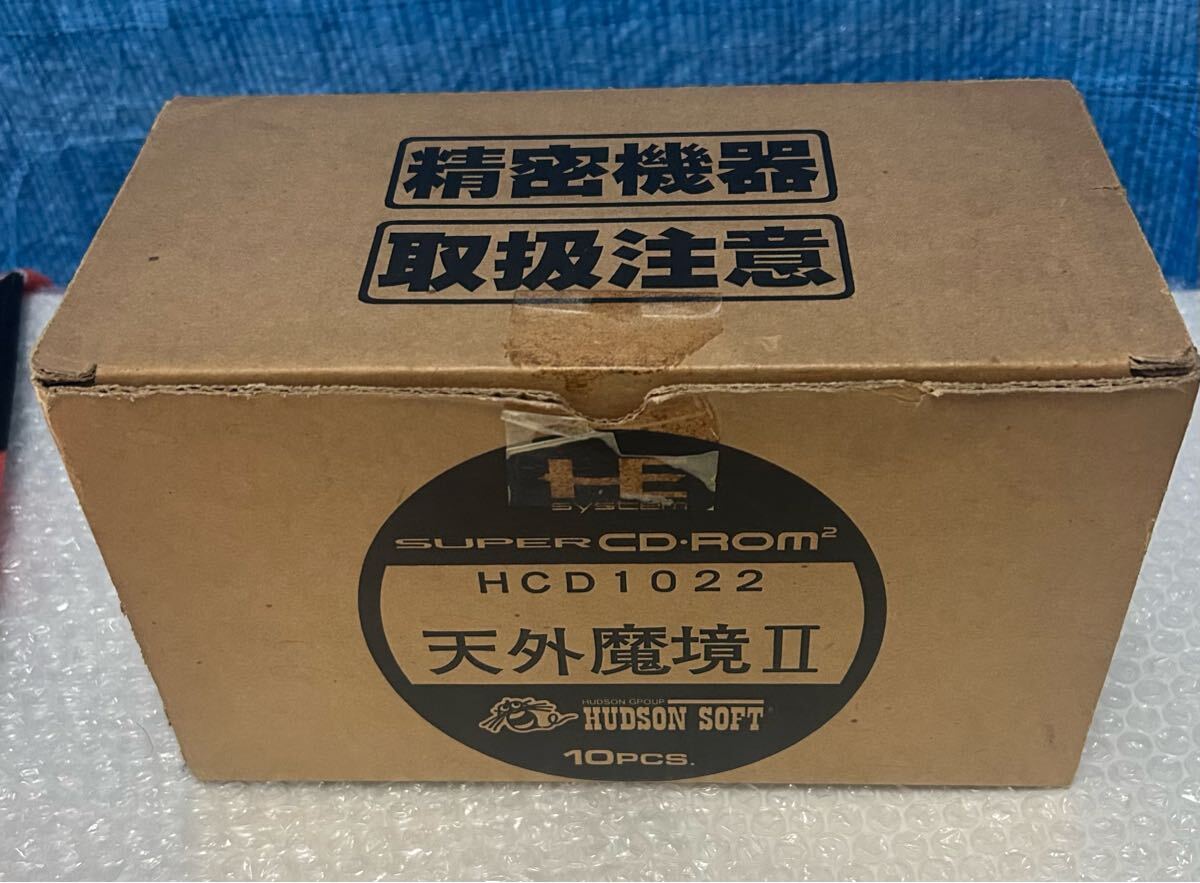 精密機器
取扱注意
HE
system
SUPER CD-ROM²
HCD1022
天外魔境Ⅱ
HUDSON GROUP
HUDSON SOFT
10PCS.